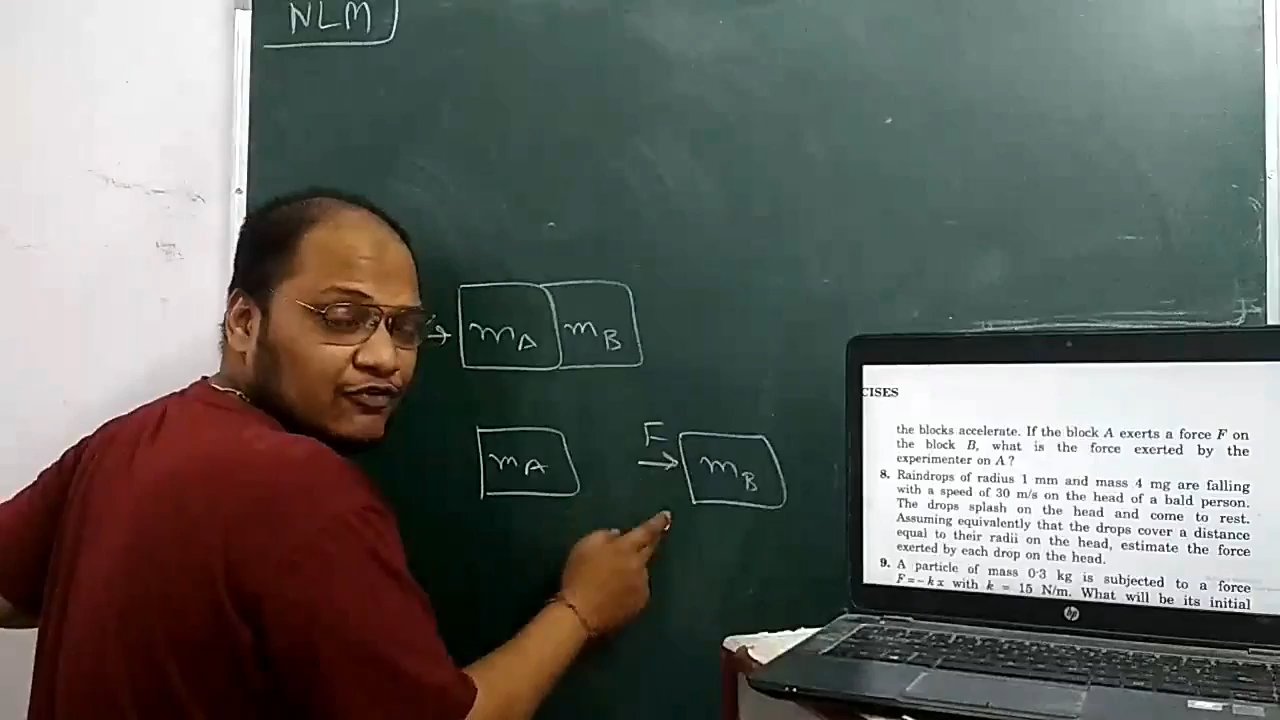 NLM
mA mB
F
mA mB
CISES
the blocks accelerate. If the block A exerts a force F on
the block B, what is the force exerted by the
experimenter on A ?
8. Raindrops of radius 1 mm and mass 4 mg are falling
with a speed of 30 m/s on the head of a bald person.
The drops splash on the head and come to rest.
Assuming equivalently that the drops cover a distance
equal to their radii on the head, estimate the force
exerted by each drop on the head.
9. A particle of mass 0·3 kg is subjected to a force
F = − k x with k = 15 N/m. What will be its initial
hp